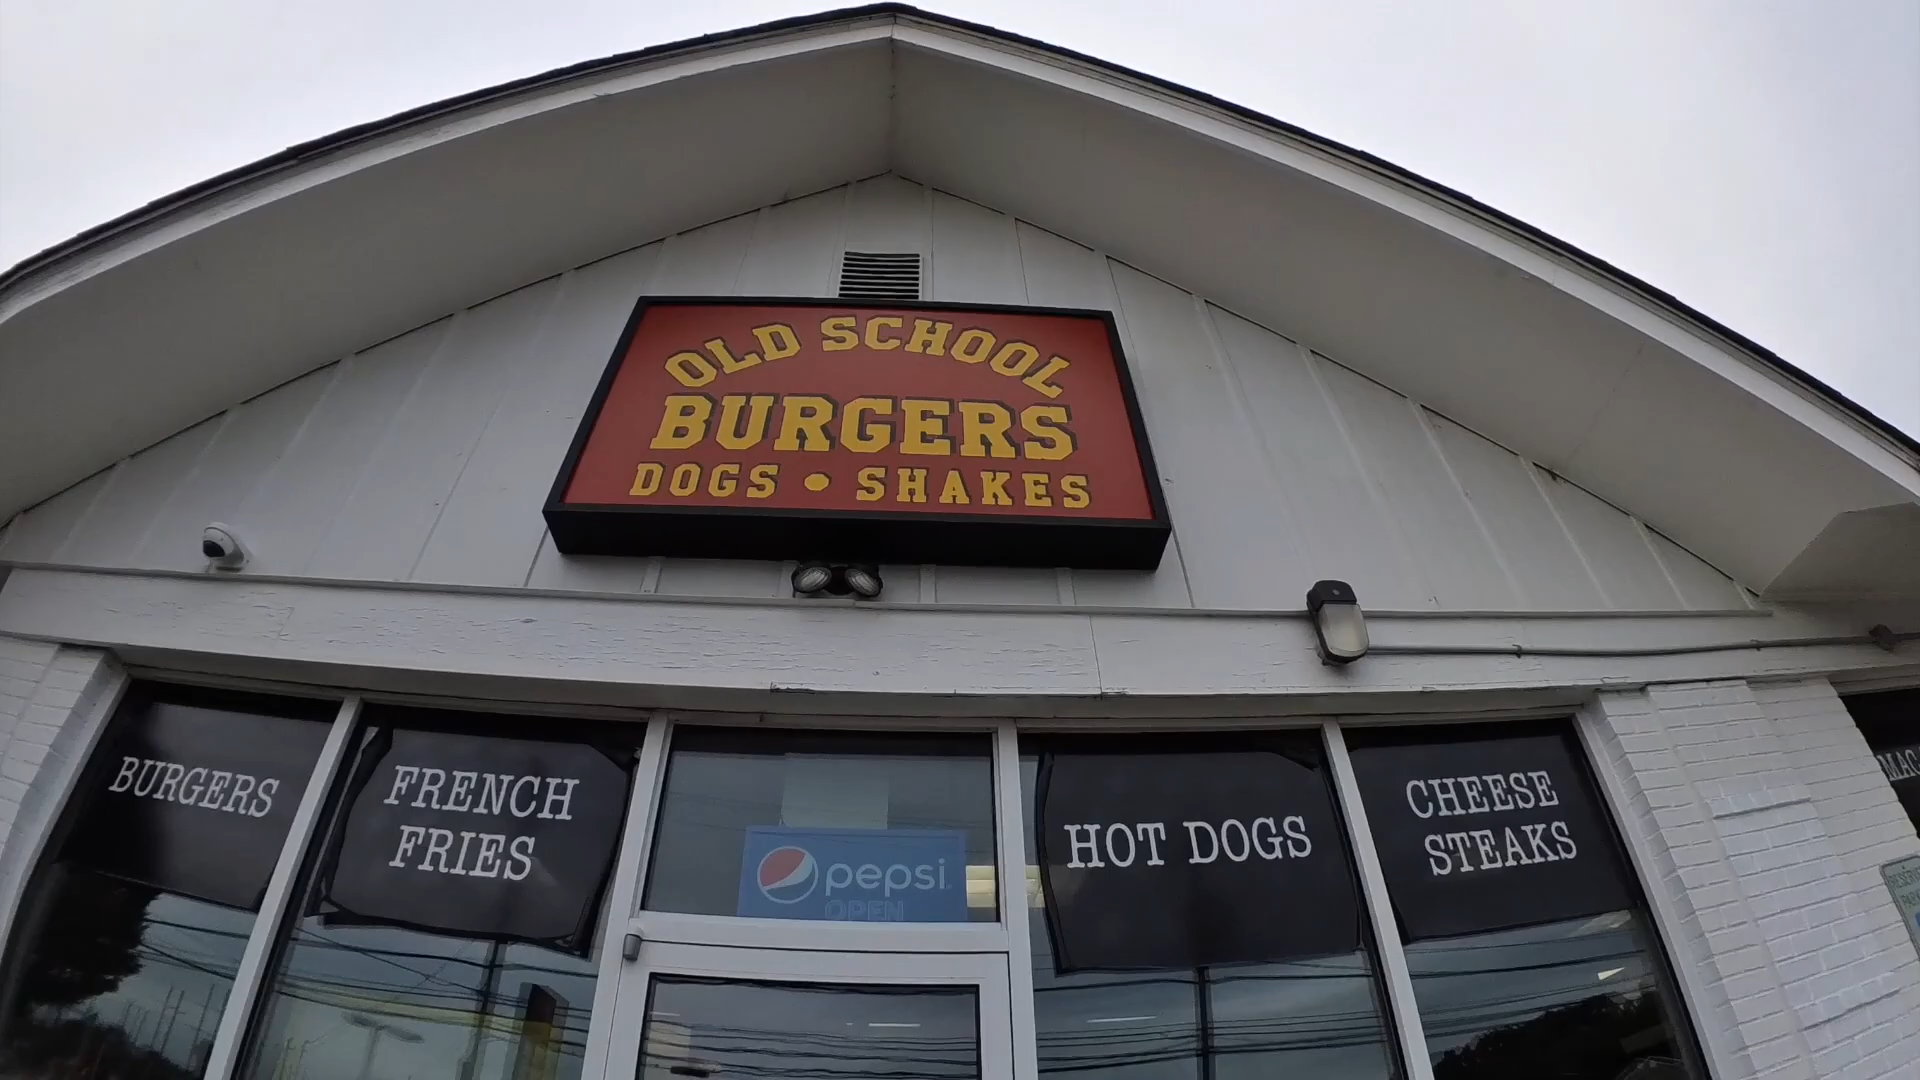 OLD SCHOOL
BURGERS
DOGS • SHAKES
BURGERS
FRENCH
FRIES
pepsi
OPEN
HOT DOGS
CHEESE
STEAKS